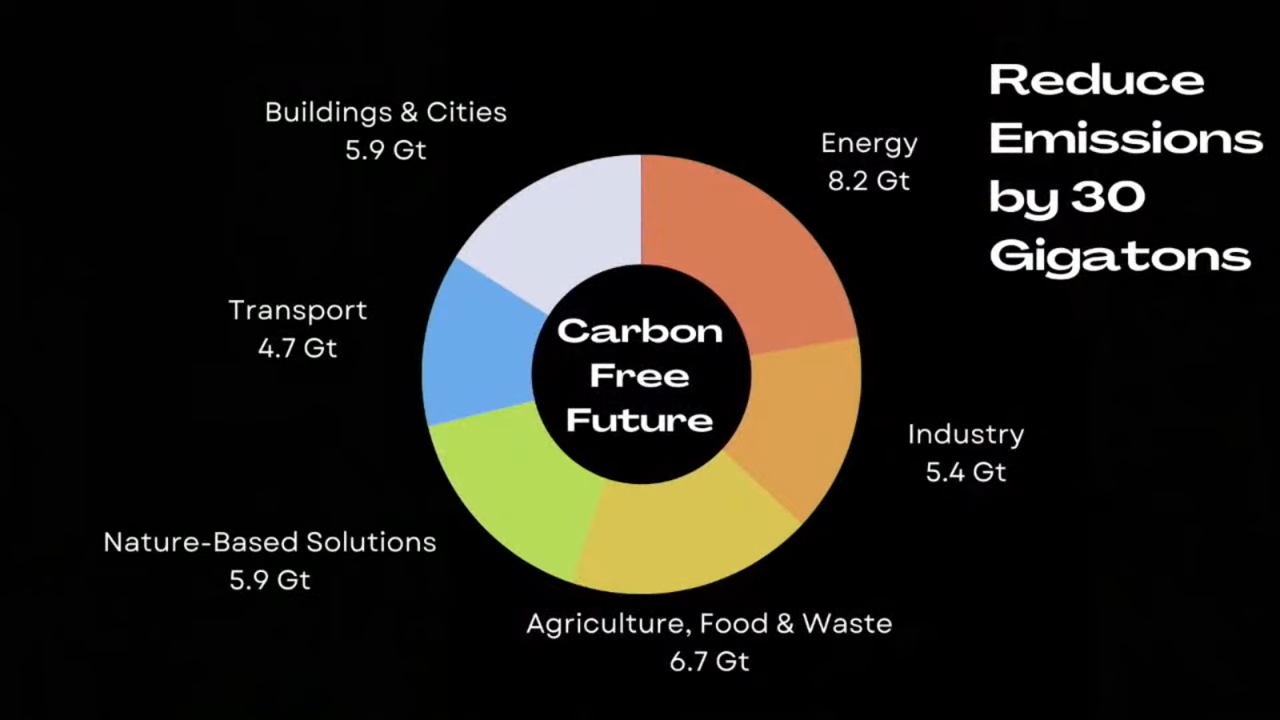 Reduce
Emissions
by 30
Gigatons
Buildings & Cities
5.9 Gt
Energy
8.2 Gt
Transport
4.7 Gt
Carbon
Free
Future
Industry
5.4 Gt
Nature-Based Solutions
5.9 Gt
Agriculture, Food & Waste
6.7 Gt